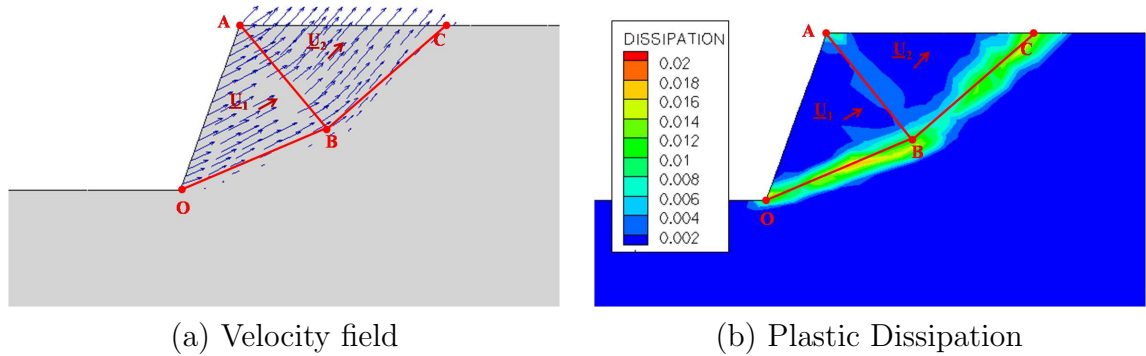 A
C
U₂
U₁
B
O
(a) Velocity field
DISSIPATION
0.02
0.018
0.016
0.014
0.012
0.01
0.008
0.006
0.004
0.002
A
C
U₂
U₁
B
O
(b) Plastic Dissipation